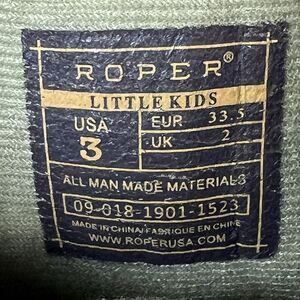 ROPER®
LITTLE KIDS
USA EUR 33.5
3 UK 2
ALL MAN MADE MATERIALS
09-018-1901-1523
MADE IN CHINA / FABRIQUE EN CHINE
WWW.ROPERUSA.COM